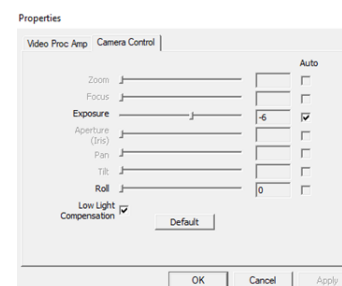 Properties
Video Proc Amp Camera Control
Auto
Zoom
Focus
Exposure -6
Aperture
(Iris)
Pan
Tilt
Roll 0
Low Light
Compensation
Default
OK Cancel Apply